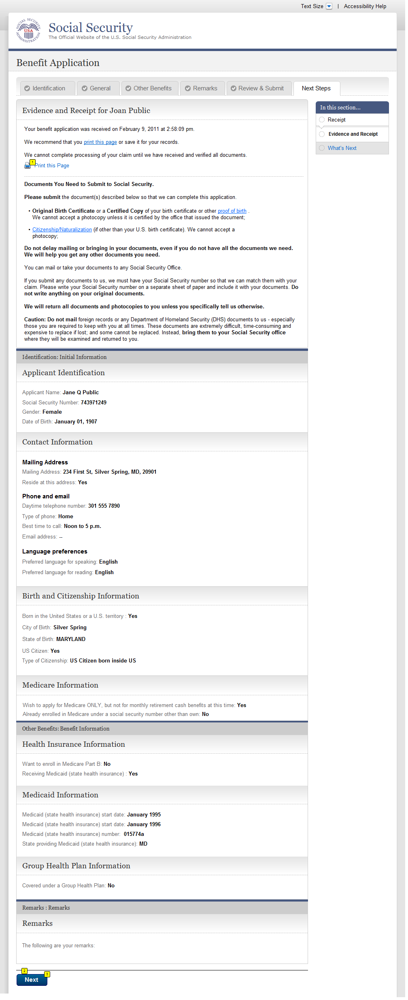 Text Size | Accessibility Help
SOCIAL SECURITY ADMINISTRATION
USA
Social Security
The Official Website of the U.S. Social Security Administration
Benefit Application
Identification General Other Benefits Remarks Review & Submit Next Steps
Evidence and Receipt for Joan Public
Your benefit application was received on February 9, 2011 at 2:58:09 pm.
We recommend that you print this page or save it for your records.
We cannot complete processing of your claim until we have received and verified all documents.
1
Print this Page
Documents You Need to Submit to Social Security.
Please submit the document(s) described below so that we can complete this application.
• Original Birth Certificate or a Certified Copy of your birth certificate or other proof of birth .
We cannot accept a photocopy unless it is certified by the office that issued the document;
• Citizenship/Naturalization (if other than your U.S. birth certificate). We cannot accept a
photocopy;
Do not delay mailing or bringing in your documents, even if you do not have all the documents we need.
We will help you get any other documents you need.
You can mail or take your documents to any Social Security Office.
If you submit any documents to us, we must have your Social Security number so that we can match them with your
claim. Please write your Social Security number on a separate sheet of paper and include it with your documents. Do
not write anything on your original documents.
We will return all documents and photocopies to you unless you specifically tell us otherwise.
Caution: Do not mail foreign records or any Department of Homeland Security (DHS) documents to us - especially
those you are required to keep with you at all times. These documents are extremely difficult, time-consuming and
expensive to replace if lost; and some cannot be replaced. Instead, bring them to your Social Security office
where they will be examined and returned to you.
In this section...
Receipt
Evidence and Receipt
What's Next
Identification: Initial Information
Applicant Identification
Applicant Name: Jane Q Public
Social Security Number: 743971249
Gender: Female
Date of Birth: January 01, 1907
Contact Information
Mailing Address
Mailing Address: 234 First St, Silver Spring, MD, 20901
Reside at this address: Yes
Phone and email
Daytime telephone number: 301 555 7890
Type of phone: Home
Best time to call: Noon to 5 p.m.
Email address: --
Language preferences
Preferred language for speaking: English
Preferred language for reading: English
Birth and Citizenship Information
Born in the United States or a U.S. territory : Yes
City of Birth: Silver Spring
State of Birth: MARYLAND
US Citizen: Yes
Type of Citizenship: US Citizen born inside US
Medicare Information
Wish to apply for Medicare ONLY, but not for monthly retirement cash benefits at this time: Yes
Already enrolled in Medicare under a social security number other than own: No
Other Benefits: Benefit Information
Health Insurance Information
Want to enroll in Medicare Part B: No
Receiving Medicaid (state health insurance) : Yes
Medicaid Information
Medicaid (state health insurance) start date: January 1995
Medicaid (state health insurance) start date: January 1996
Medicaid (state health insurance) number: 015774a
State providing Medicaid (state health insurance): MD
Group Health Plan Information
Covered under a Group Health Plan: No
Remarks : Remarks
Remarks
The following are your remarks:
2
3
Next